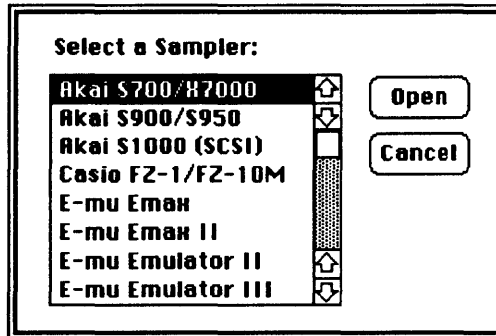 Select a Sampler:
Akai S700/X7000
Akai S900/S950
Akai S1000 (SCSI)
Casio FZ-1/FZ-10M
E-mu Emax
E-mu Emax II
E-mu Emulator II
E-mu Emulator III
Open
Cancel